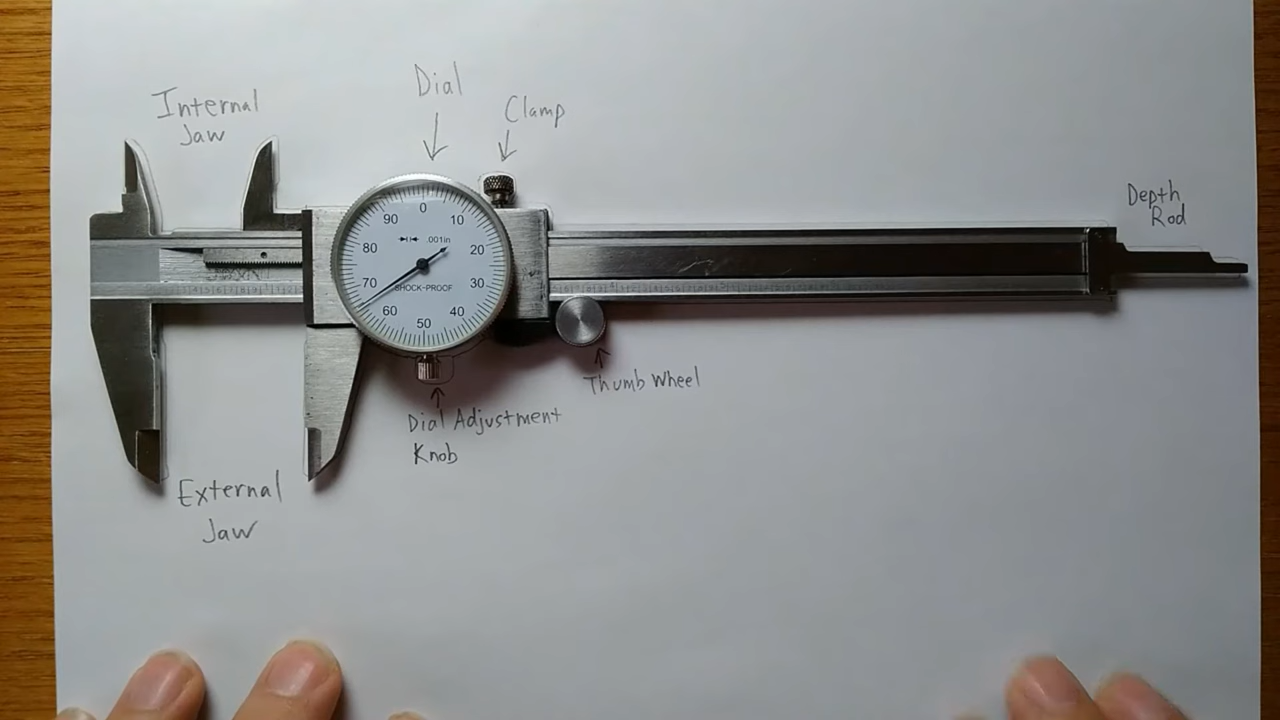 Internal
Jaw
Dial
Clamp
Depth
Rod
0
10
20
30
40
50
60
70
80
90
.001in
SHOCK-PROOF
Thumb Wheel
Dial Adjustment
Knob
External
Jaw